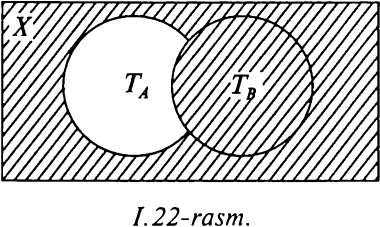 X
T_A T_B
I.22-rasm.